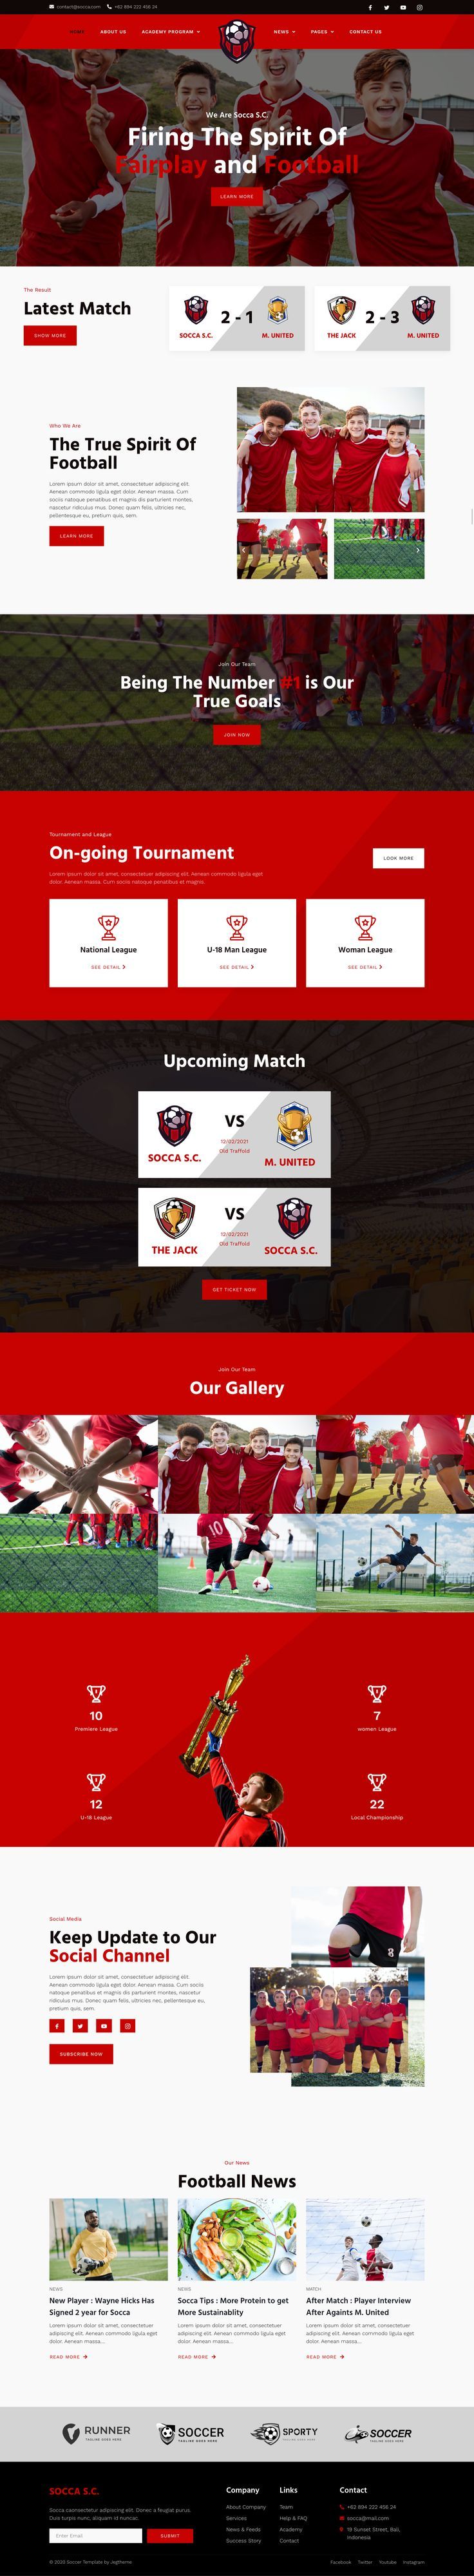 contact@socca.com +62 894 222 456 24
HOME ABOUT US ACADEMY PROGRAM NEWS PAGES CONTACT US
We Are Socca S.C.
Firing The Spirit Of
Fairplay and Football
LEARN MORE
The Result
Latest Match
SHOW MORE
SOCCA S.C. 2 - 1 M. UNITED
THE JACK 2 - 3 M. UNITED
Who We Are
The True Spirit Of
Football
Lorem ipsum dolor sit amet, consectetuer adipiscing elit.
Aenean commodo ligula eget dolor. Aenean massa. Cum
sociis natoque penatibus et magnis dis parturient montes,
nascetur ridiculus mus. Donec quam felis, ultricies nec,
pellentesque eu, pretium quis, sem.
LEARN MORE
Join Our Team
Being The Number #1 is Our
True Goals
JOIN NOW
Tournament and League
On-going Tournament
Lorem ipsum dolor sit amet, consectetuer adipiscing elit. Aenean commodo ligula eget
dolor. Aenean massa. Cum sociis natoque penatibus et magnis.
LOOK MORE
National League
SEE DETAIL
U-18 Man League
SEE DETAIL
Woman League
SEE DETAIL
Upcoming Match
VS
12/02/2021
Old Traffold
SOCCA S.C. M. UNITED
VS
12/02/2021
Old Traffold
THE JACK SOCCA S.C.
GET TICKET NOW
Join Our Team
Our Gallery
10
10
Premiere League
7
women League
12
U-18 League
22
Local Championship
Social Media
Keep Update to Our
Social Channel
Lorem ipsum dolor sit amet, consectetuer adipiscing elit.
Aenean commodo ligula eget dolor. Aenean massa. Cum sociis
natoque penatibus et magnis dis parturient montes, nascetur
ridiculus mus. Donec quam felis, ultricies nec, pellentesque eu,
pretium quis, sem.
SUBSCRIBE NOW
8
Our News
Football News
NEWS
New Player : Wayne Hicks Has
Signed 2 year for Socca
Lorem ipsum dolor sit amet, consectetuer
adipiscing elit. Aenean commodo ligula eget
dolor. Aenean massa...
READ MORE
NEWS
Socca Tips : More Protein to get
More Sustainablity
Lorem ipsum dolor sit amet, consectetuer
adipiscing elit. Aenean commodo ligula eget
dolor. Aenean massa...
READ MORE
MATCH
After Match : Player Interview
After Againts M. United
Lorem ipsum dolor sit amet, consectetuer
adipiscing elit. Aenean commodo ligula eget
dolor. Aenean massa...
READ MORE
RUNNER
TAGLINE GOES HERE
SOCCER
TAGLINE GOES HERE
SPORTY
TAGLINE GOES HERE
SOCCER
TAGLINE GOES HERE
SOCCA S.C.
Socca caonsectetur adipiscing elit. Donec a feugiat purus.
Duis turpis nunc, aliquam id nuncac.
Enter Email SUBMIT
Company
About Company
Services
News & Feeds
Success Story
Links
Team
Help & FAQ
Academy
Contact
Contact
+62 894 222 456 24
socca@mail.com
19 Sunset Street, Bali,
Indonesia
Facebook Twitter Youtube Instagram